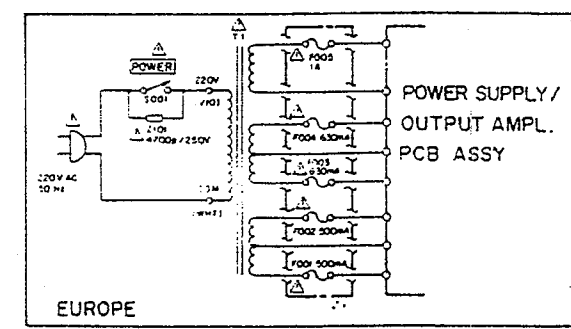 T1
POWER
220V
F005
1A
S001
Z101
4700p/250V
220V AC
50 Hz
F004 630mA
F003
630mA
F002 500mA
F001 500mA
POWER SUPPLY/
OUTPUT AMPL.
PCB ASSY
EUROPE